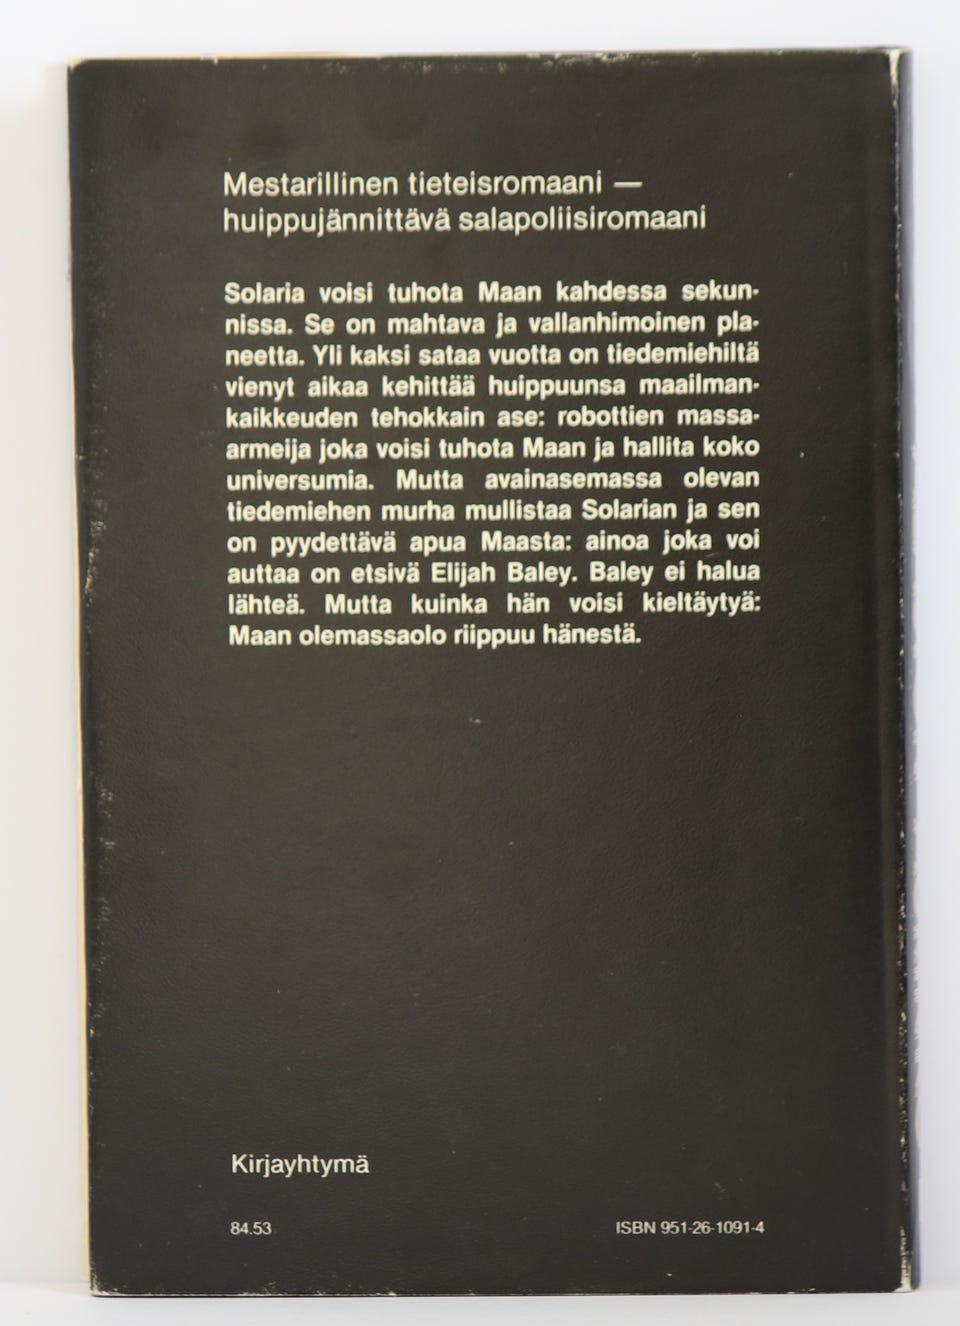 Mestarillinen tieteisromaani —
huippujännittävä salapoliisiromaani
Solaria voisi tuhota Maan kahdessa sekun-
nissa. Se on mahtava ja vallanhimoinen pla-
neetta. Yli kaksi sataa vuotta on tiedemiehiltä
vienyt aikaa kehittää huippuunsa maailman-
kaikkeuden tehokkain ase: robottien massa-
armeija joka voisi tuhota Maan ja hallita koko
universumia. Mutta avainasemassa olevan
tiedemiehen murha mullistaa Solarian ja sen
on pyydettävä apua Maasta: ainoa joka voi
auttaa on etsivä Elijah Baley. Baley ei halua
lähteä. Mutta kuinka hän voisi kieltäytyä:
Maan olemassaolo riippuu hänestä.
Kirjayhtymä
84.53 ISBN 951-26-1091-4